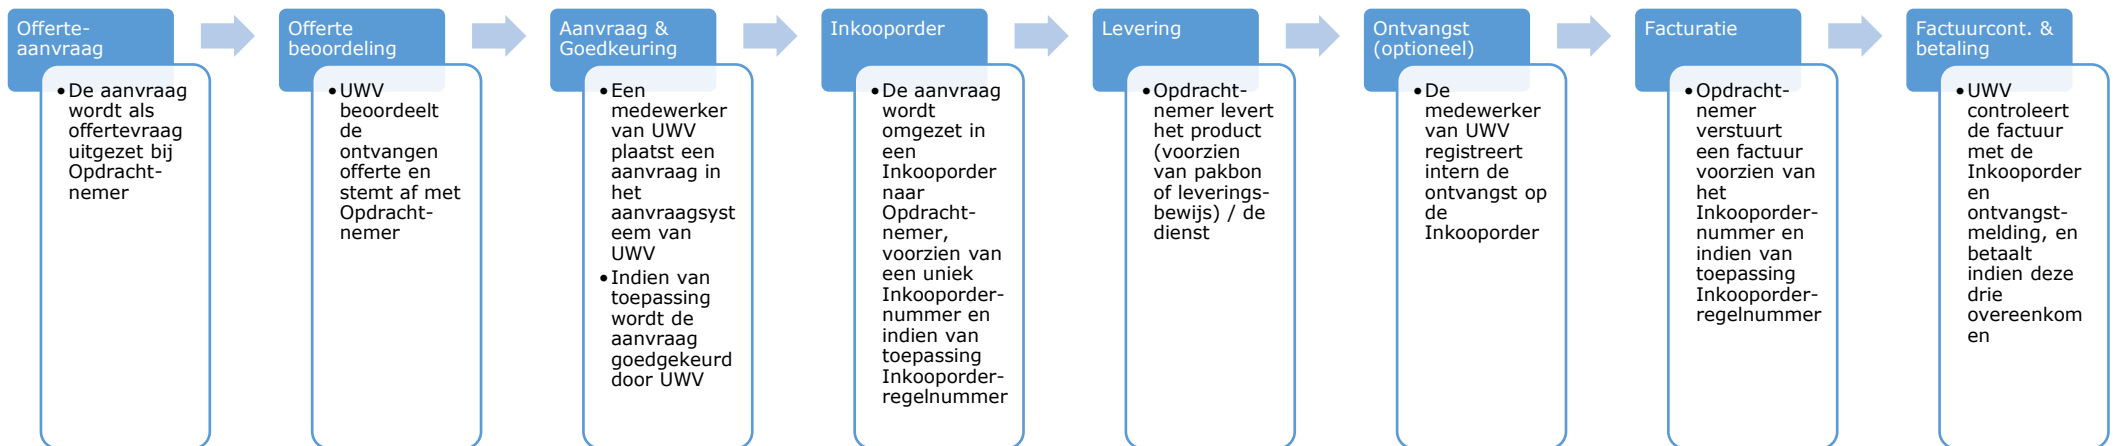 Offerte-
aanvraag
•De aanvraag
wordt als
offertevraag
uitgezet bij
Opdracht-
nemer
Offerte
beoordeling
•UWV
beoordeelt
de
ontvangen
offerte en
stemt af met
Opdracht-
nemer
Aanvraag &
Goedkeuring
•Een
medewerker
van UWV
plaatst een
aanvraag in
het
aanvraagsyst
eem van
UWV
•Indien van
toepassing
wordt de
aanvraag
goedgekeurd
door UWV
Inkooporder
•De aanvraag
wordt
omgezet in
een
Inkooporder
naar
Opdracht-
nemer,
voorzien van
een uniek
Inkooporder-
nummer en
indien van
toepassing
Inkooporder-
regelnummer
Levering
•Opdracht-
nemer levert
het product
(voorzien
van pakbon
of leverings-
bewijs) / de
dienst
Ontvangst
(optioneel)
•De
medewerker
van UWV
registreert
intern de
ontvangst op
de
Inkooporder
Facturatie
•Opdracht-
nemer
verstuurt
een factuur
voorzien van
het
Inkooporder-
nummer en
indien van
toepassing
Inkooporder-
regelnummer
Factuurcont. &
betaling
•UWV
controleert
de factuur
met de
Inkooporder
en
ontvangst-
melding, en
betaalt
indien deze
drie
overeenkom
en